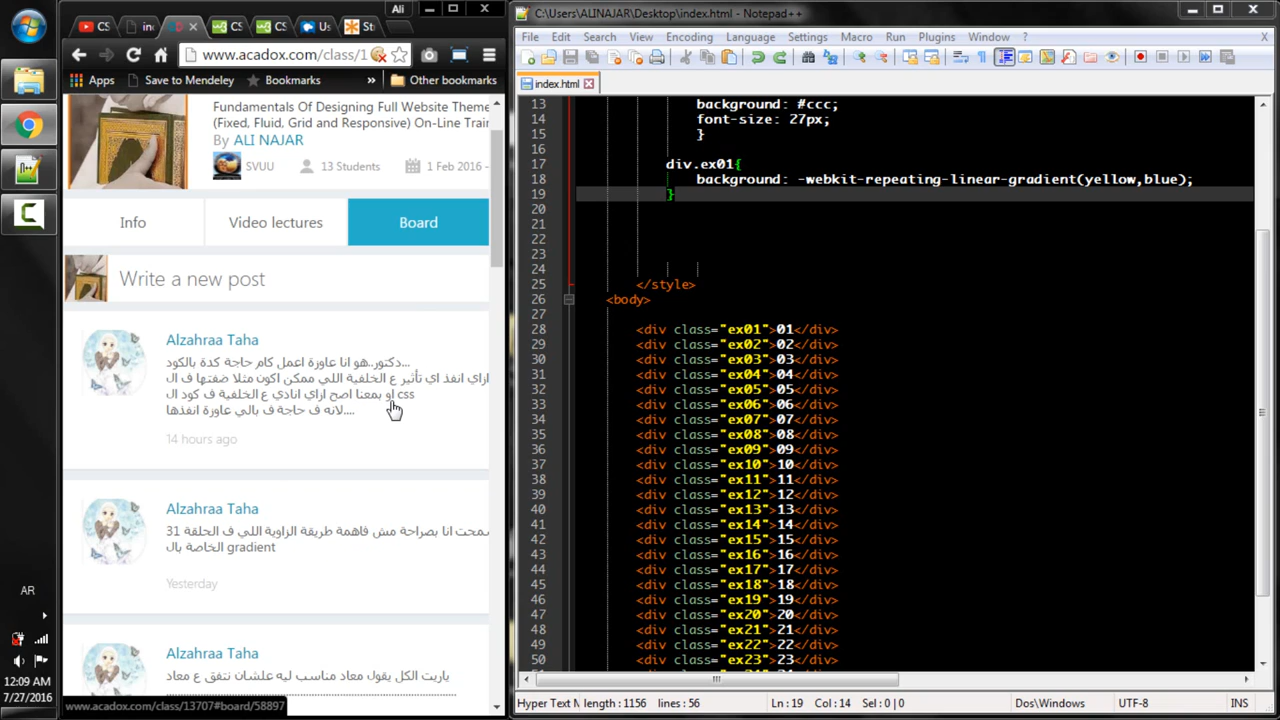 Ali
CS
inc
CS
CS
Us
St
www.acadox.com/class/1
Apps
Save to Mendeley
Bookmarks
»
Other bookmarks
Fundamentals Of Designing Full Website Theme
(Fixed, Fluid, Grid and Responsive) On-Line Train
By ALI NAJAR
SVUU
13 Students
1 Feb 2016 -
Info
Video lectures
Board
Write a new post
Alzahraa Taha
دكتور..هو انا عاورة اعمل كام حاجة كدة بالكود...
ازاي انفذ اي تأثير ع الخلفية اللي ممكن اكون مثلا ضفتها ف ال
css او بمعنا اصح ازاي انادي ع الخلفية ف كود ال
لانه ف حاجة ف بالي عاورة انفذها....
14 hours ago
Alzahraa Taha
سمحت انا بصراحة مش فاهمة طريقة الزاوية اللي ف الحلقة 31
الخاصة بال gradient
Yesterday
Alzahraa Taha
ياريت الكل يقول معاد مناسب ليه علشان نتفق ع معاد
www.acadox.com/class/13707#board/58897
AR
12:09 AM
7/27/2016
C:\Users\ALINAJAR\Desktop\index.html - Notepad++
File Edit Search View Encoding Language Settings Macro Run Plugins Window ?
X
index.html
13 background: #ccc;
14 font-size: 27px;
15 }
16
17 div.ex01{
18 background: -webkit-repeating-linear-gradient(yellow,blue);
19 }
20
21
22
23
24
25 </style>
26 <body>
27
28 <div class="ex01">01</div>
29 <div class="ex02">02</div>
30 <div class="ex03">03</div>
31 <div class="ex04">04</div>
32 <div class="ex05">05</div>
33 <div class="ex06">06</div>
34 <div class="ex07">07</div>
35 <div class="ex08">08</div>
36 <div class="ex09">09</div>
37 <div class="ex10">10</div>
38 <div class="ex11">11</div>
39 <div class="ex12">12</div>
40 <div class="ex13">13</div>
41 <div class="ex14">14</div>
42 <div class="ex15">15</div>
43 <div class="ex16">16</div>
44 <div class="ex17">17</div>
45 <div class="ex18">18</div>
46 <div class="ex19">19</div>
47 <div class="ex20">20</div>
48 <div class="ex21">21</div>
49 <div class="ex22">22</div>
50 <div class="ex23">23</div>
Hyper Text M length : 1156 lines : 56 Ln : 19 Col : 14 Sel : 0 | 0 Dos\Windows UTF-8 INS